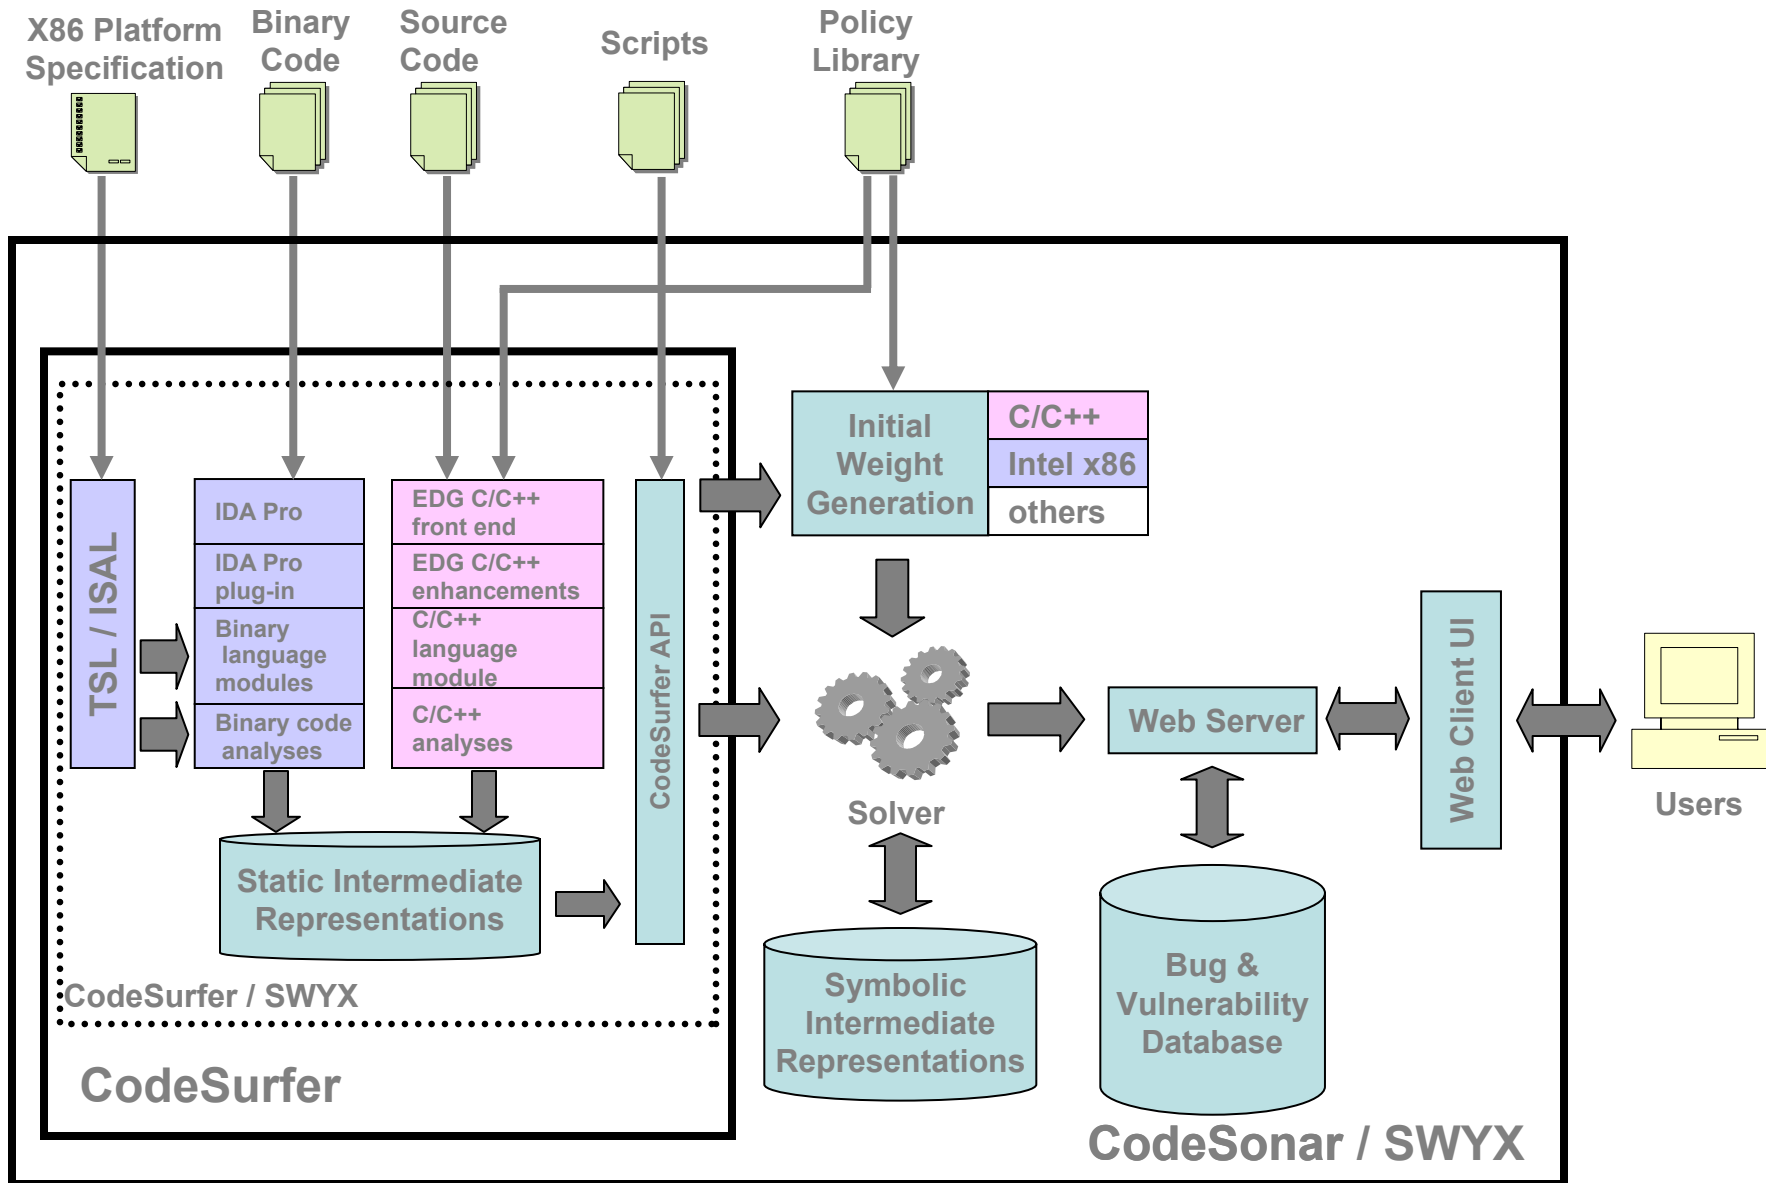 X86 Platform
Specification
Binary
Code
Source
Code
Scripts
Policy
Library
TSL / ISAL
IDA Pro
IDA Pro
plug-in
Binary
language
modules
Binary code
analyses
EDG C/C++
front end
EDG C/C++
enhancements
C/C++
language
module
C/C++
analyses
CodeSurfer API
Static Intermediate
Representations
CodeSurfer / SWYX
CodeSurfer
Initial
Weight
Generation
C/C++
Intel x86
others
Solver
Symbolic
Intermediate
Representations
Web Server
Bug &
Vulnerability
Database
Web Client UI
Users
CodeSonar / SWYX